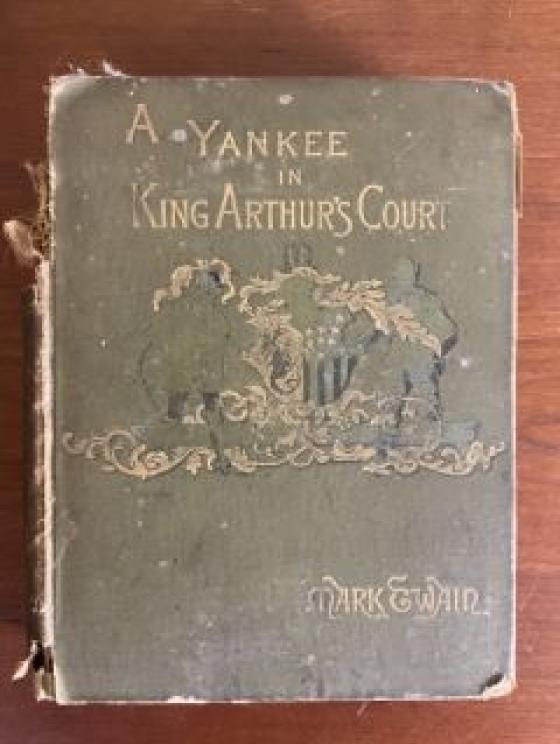 A YANKEE
IN
KING ARTHUR'S COURT
MARK TWAIN